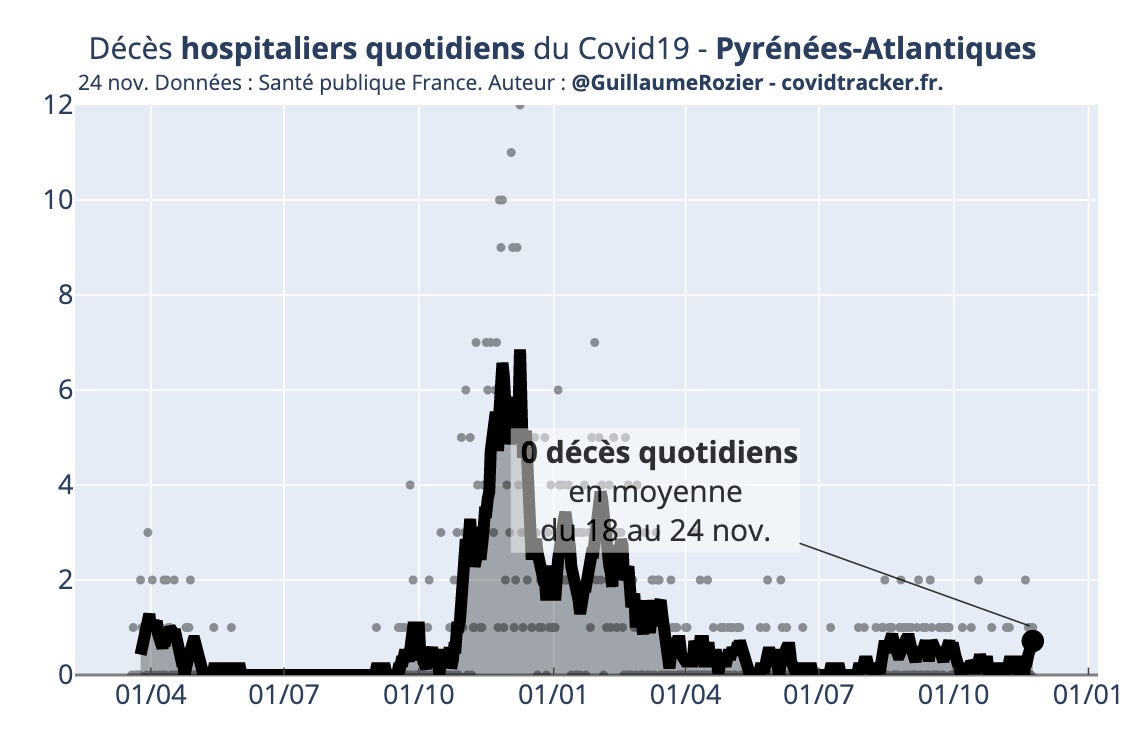 Décès hospitaliers quotidiens du Covid19 - Pyrénées-Atlantiques
24 nov. Données : Santé publique France. Auteur : @GuillaumeRozier - covidtracker.fr.
12
10
8
6
4
2
0
0 décès quotidiens
en moyenne
du 18 au 24 nov.
01/04 01/07 01/10 01/01 01/04 01/07 01/10 01/01